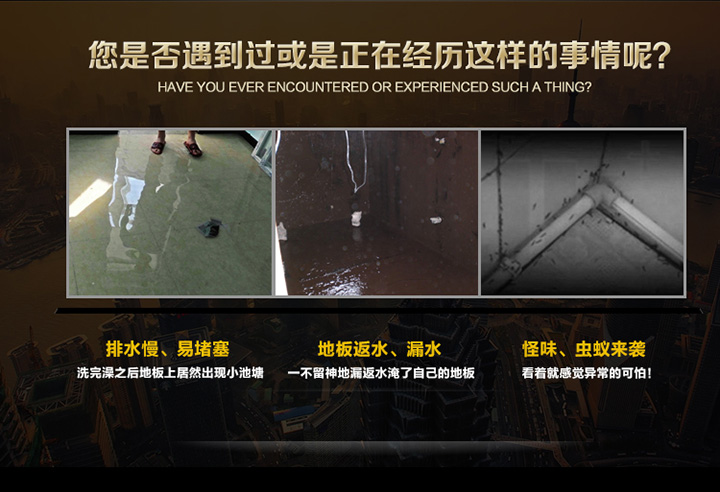 您是否遇到过或是正在经历这样的事情呢？
HAVE YOU EVER ENCOUNTERED OR EXPERIENCED SUCH A THING?
排水慢、易堵塞
地板返水、漏水
怪味、虫蚁来袭
洗完澡之后地板上居然出现小池塘
一不留神地漏返水淹了自己的地板
看着就感觉异常的可怕！